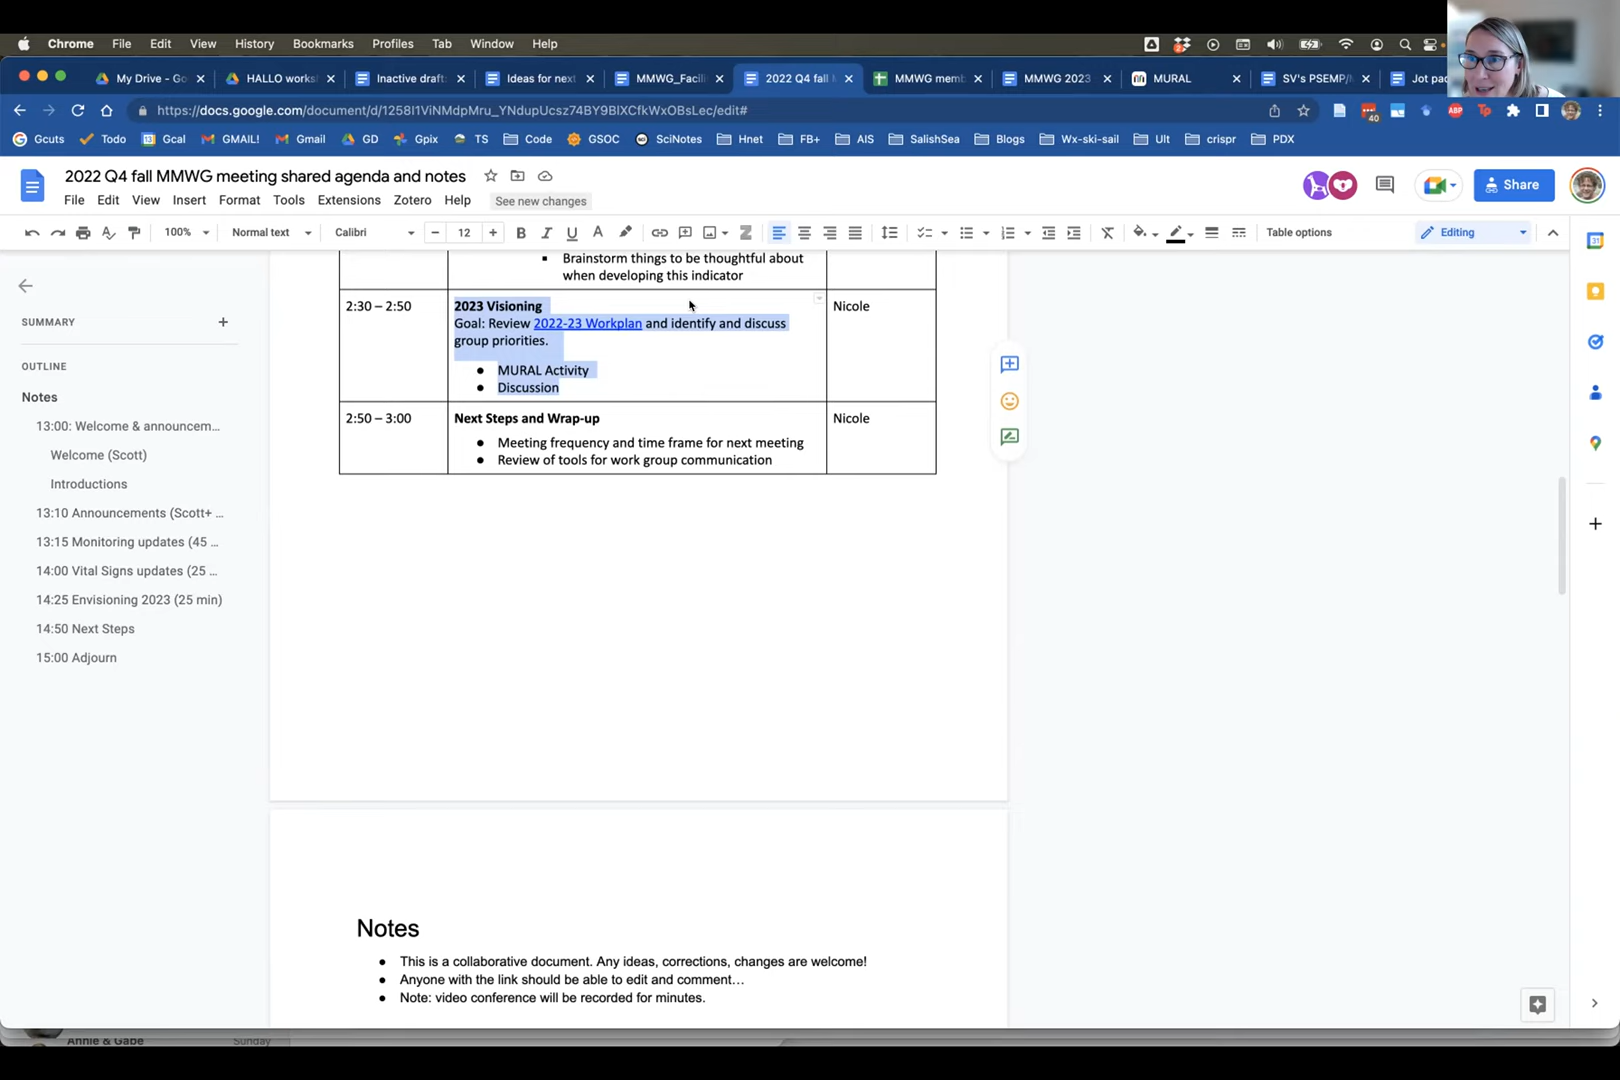 Chrome File Edit View History Bookmarks Profiles Tab Window Help
My Drive - Go
HALLO works
Inactive draft
Ideas for next
MMWG_Facili
2022 Q4 fall
MMWG mem
MMWG 2023
MURAL
SV's PSEMP/
Jot pac
https://docs.google.com/document/d/1258I1ViNMdpMru_YNdupUcsz74BY9BlXCfkWxOBsLec/edit#
40
ABP
Gcuts Todo Gcal GMAIL! Gmail GD Gpix TS Code GSOC SciNotes Hnet FB+ AIS SalishSea Blogs Wx-ski-sail Ult crispr PDX
2022 Q4 fall MMWG meeting shared agenda and notes
File Edit View Insert Format Tools Extensions Zotero Help See new changes
Share
100% Normal text Calibri 12 Table options Editing
SUMMARY
OUTLINE
Notes
13:00: Welcome & announcem...
Welcome (Scott)
Introductions
13:10 Announcements (Scott+ ...
13:15 Monitoring updates (45 ...
14:00 Vital Signs updates (25 ...
14:25 Envisioning 2023 (25 min)
14:50 Next Steps
15:00 Adjourn
▪ Brainstorm things to be thoughtful about
when developing this indicator
2:30 – 2:50
2023 Visioning
Goal: Review 2022-23 Workplan and identify and discuss
group priorities.
● MURAL Activity
● Discussion
Nicole
2:50 – 3:00
Next Steps and Wrap-up
● Meeting frequency and time frame for next meeting
● Review of tools for work group communication
Nicole
Notes
● This is a collaborative document. Any ideas, corrections, changes are welcome!
● Anyone with the link should be able to edit and comment…
● Note: video conference will be recorded for minutes.
Annie & Gabe
Sunday